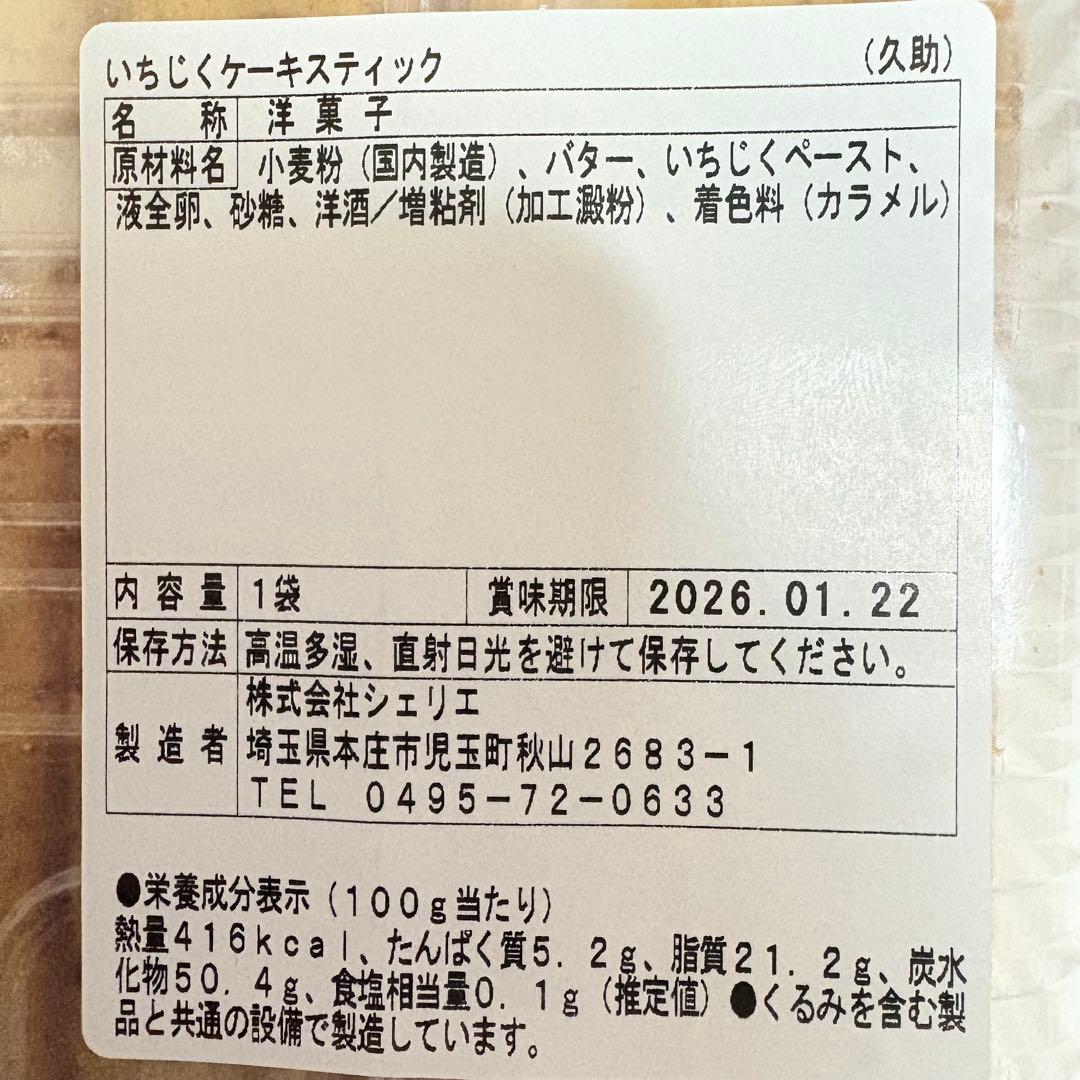 いちじくケーキスティック （久助）
名称 洋菓子
原材料名 小麦粉（国内製造）、バター、いちじくペースト、
液全卵、砂糖、洋酒／増粘剤（加工澱粉）、着色料（カラメル）
内容量 1袋 賞味期限 2026.01.22
保存方法 高温多湿、直射日光を避けて保存してください。
株式会社シェリエ
製造者 埼玉県本庄市児玉町秋山２６８３－１
ＴＥＬ ０４９５－７２－０６３３
●栄養成分表示（１００ｇ当たり）
熱量４１６ｋｃａｌ、たんぱく質５．２ｇ、脂質２１．２ｇ、炭水
化物５０．４ｇ、食塩相当量０．１ｇ（推定値）●くるみを含む製
品と共通の設備で製造しています。